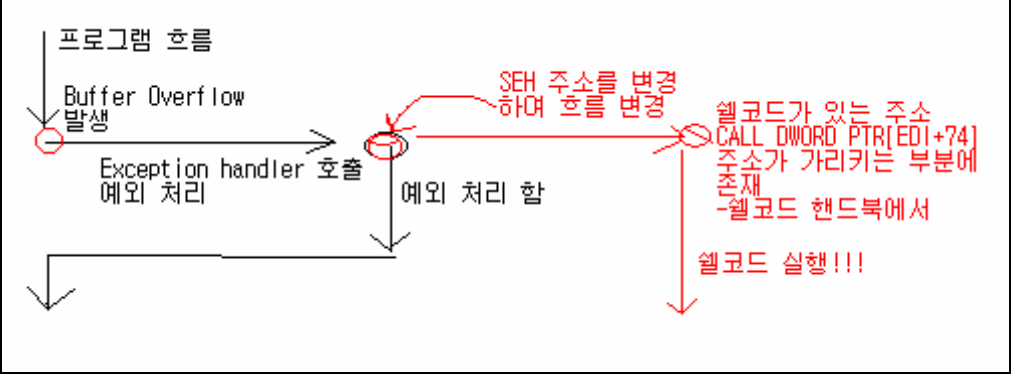 프로그램 흐름
Buffer Overflow
발생
Exception handler 호출
예외 처리
예외 처리 함
SEH 주소를 변경
하여 흐름 변경
쉘코드가 있는 주소
CALL DWORD PTR[EDI+74]
주소가 가리키는 부분에
존재
-쉘코드 핸드북에서
쉘코드 실행!!!